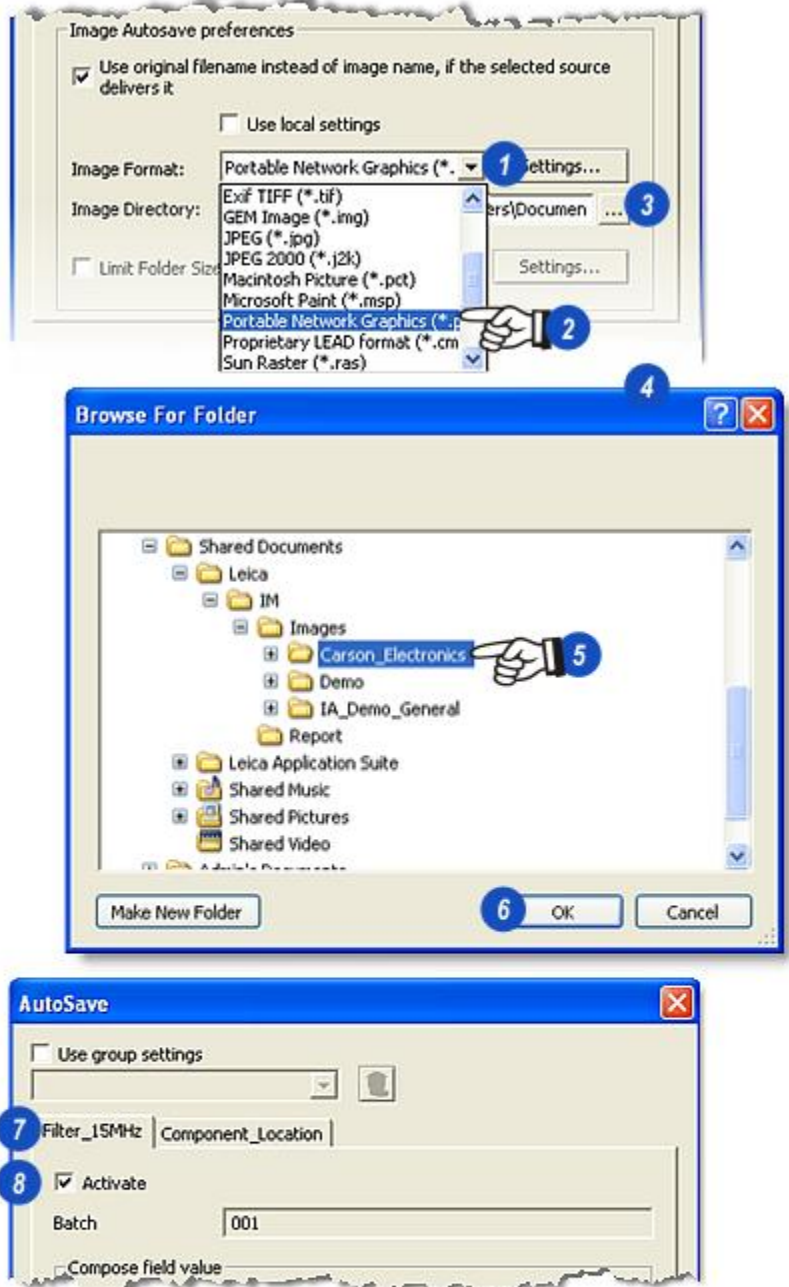 Image Autosave preferences
Use original filename instead of image name, if the selected source
delivers it
Use local settings
Image Format:
Portable Network Graphics (*.
1
Settings...
Exif TIFF (*.tif)
GEM Image (*.img)
JPEG (*.jpg)
JPEG 2000 (*.j2k)
Macintosh Picture (*.pct)
Microsoft Paint (*.msp)
Portable Network Graphics (*.p
Proprietary LEAD format (*.cm
Sun Raster (*.ras)
2
Image Directory:
ers\Documen
...
3
Limit Folder Size
Settings...
4
Browse For Folder
?
Shared Documents
Leica
IM
Images
Carson_Electronics
5
Demo
IA_Demo_General
Report
Leica Application Suite
Shared Music
Shared Pictures
Shared Video
Make New Folder
6
OK
Cancel
AutoSave
Use group settings
7
Filter_15MHz
Component_Location
8
Activate
Batch
001
Compose field value